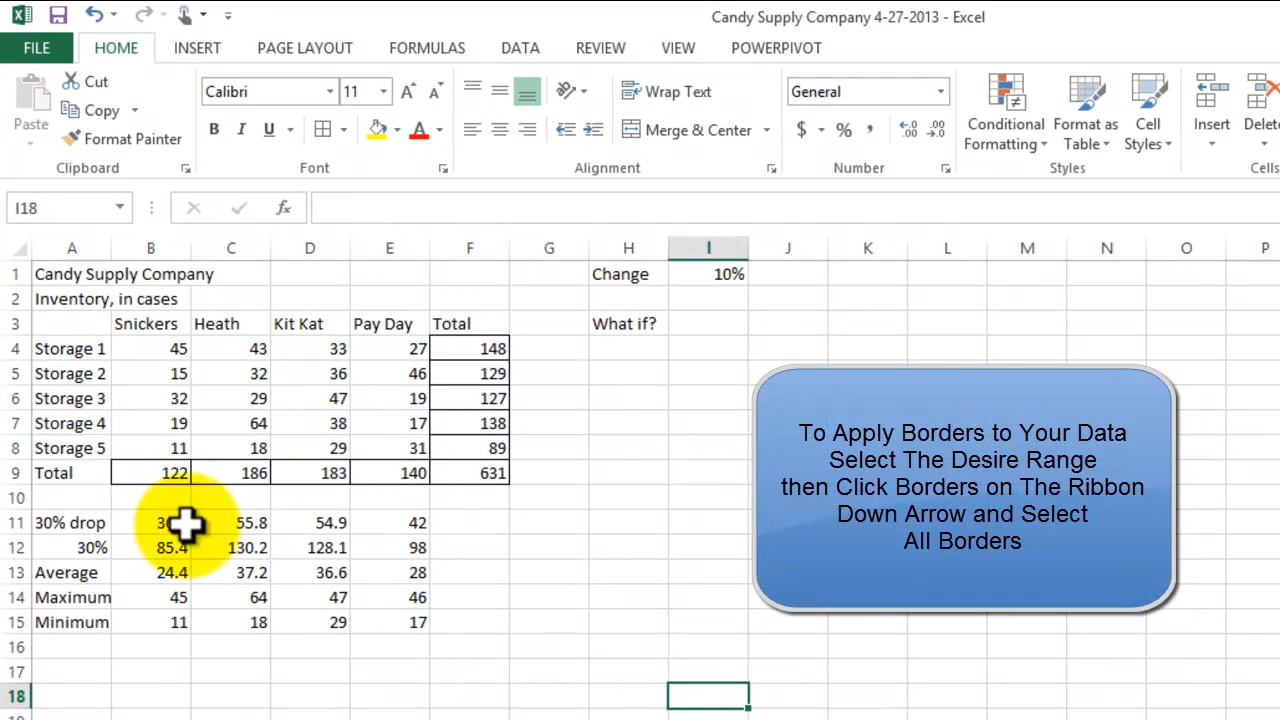 Candy Supply Company 4-27-2013 - Excel
FILE HOME INSERT PAGE LAYOUT FORMULAS DATA REVIEW VIEW POWERPIVOT
Paste
Cut
Copy
Format Painter
Clipboard
Calibri 11
B I U
Font
Wrap Text
Merge & Center
Alignment
General
$ %
Number
Conditional Formatting
Format as Table
Cell Styles
Styles
Insert
Delet
Cells
I18 fx
A B C D E F G H I J K L M N O P
1 Candy Supply Company Change 10%
2 Inventory, in cases
3 Snickers Heath Kit Kat Pay Day Total What if?
4 Storage 1 45 43 33 27 148
5 Storage 2 15 32 36 46 129
6 Storage 3 32 29 47 19 127
7 Storage 4 19 64 38 17 138
8 Storage 5 11 18 29 31 89
9 Total 122 186 183 140 631
10
11 30% drop 55.8 54.9 42
12 30% 85.4 130.2 128.1 98
13 Average 24.4 37.2 36.6 28
14 Maximum 45 64 47 46
15 Minimum 11 18 29 17
16
17
18
To Apply Borders to Your Data
Select The Desire Range
then Click Borders on The Ribbon
Down Arrow and Select
All Borders